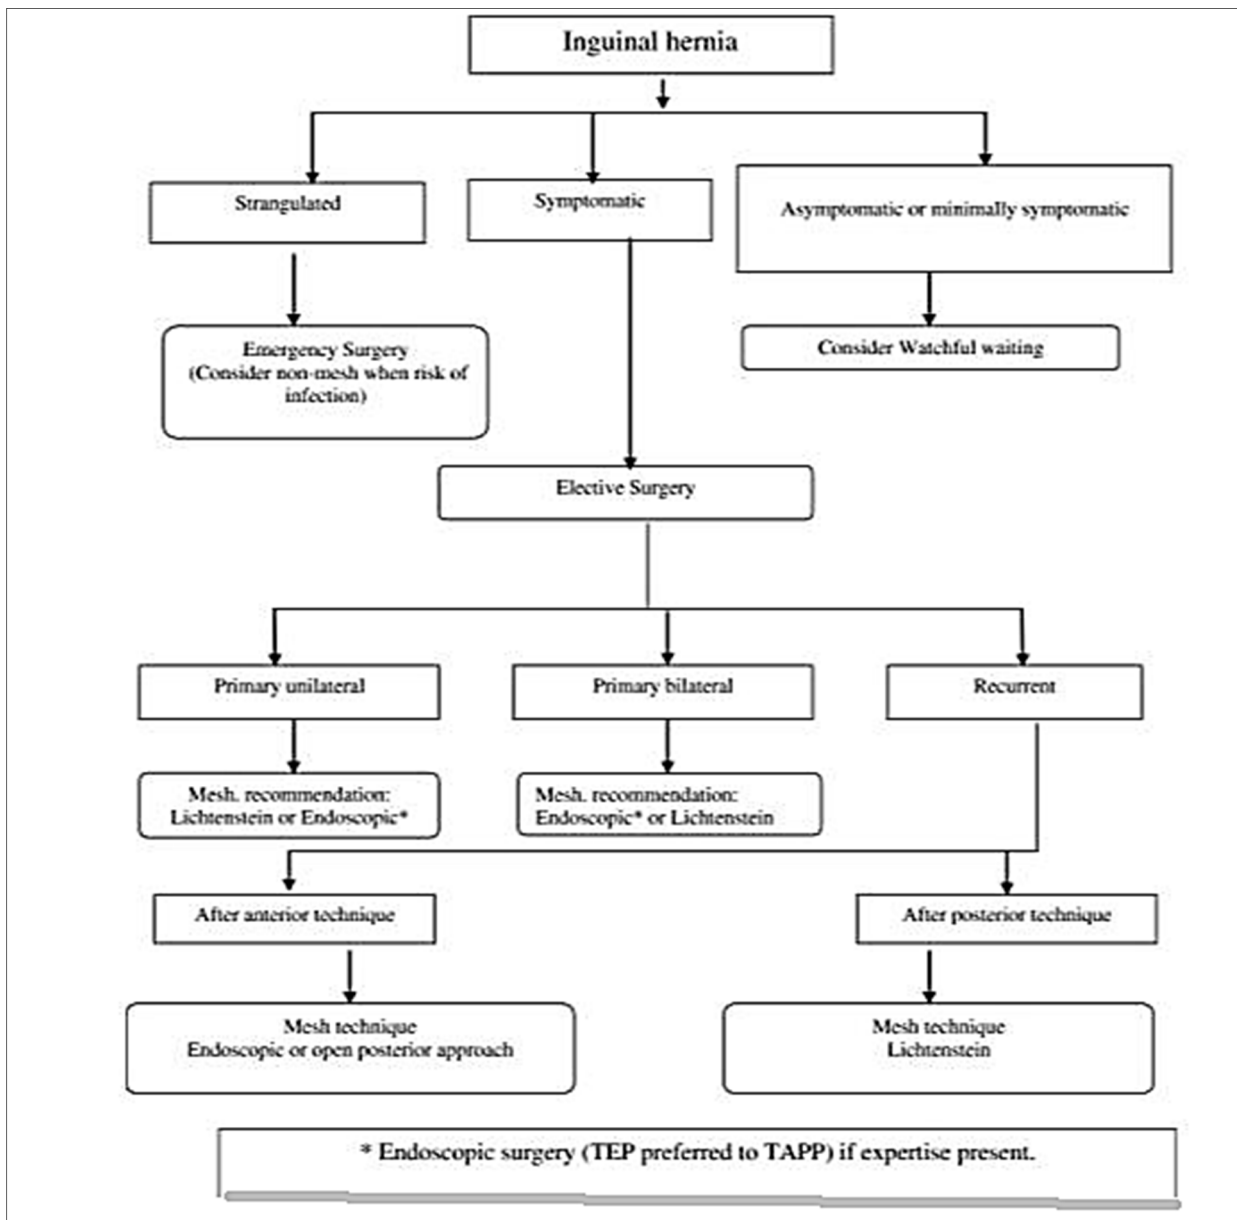 Inguinal hernia
Strangulated
Symptomatic
Asymptomatic or minimally symptomatic
Emergency Surgery
(Consider non-mesh when risk of
infection)
Consider Watchful waiting
Elective Surgery
Primary unilateral
Primary bilateral
Recurrent
Mesh. recommendation:
Lichtenstein or Endoscopic*
Mesh. recommendation:
Endoscopic* or Lichtenstein
After anterior technique
After posterior technique
Mesh technique
Endoscopic or open posterior approach
Mesh technique
Lichtenstein
* Endoscopic surgery (TEP preferred to TAPP) if expertise present.